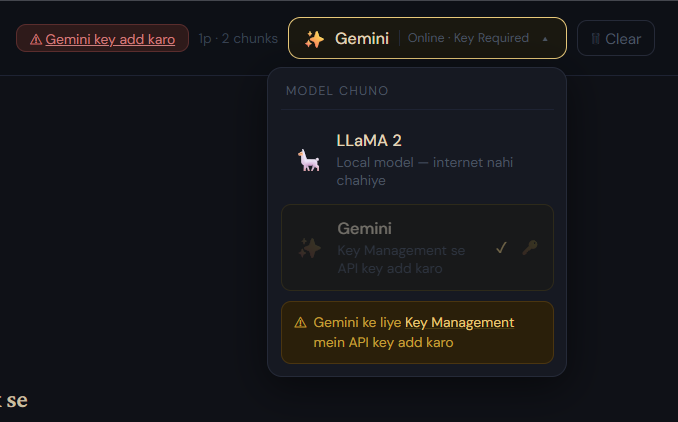 ⚠ Gemini key add karo 1p · 2 chunks ✨ Gemini Online · Key Required ▲ Clear
MODEL CHUNO
LLaMA 2
Local model — internet nahi
chahiye
Gemini
Key Management se
API key add karo
⚠ Gemini ke liye Key Management
mein API key add karo
se